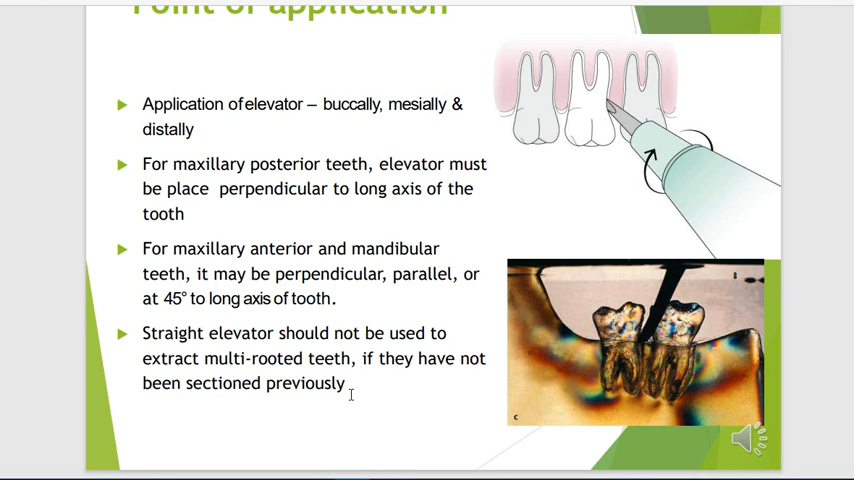 Point of application
Application of elevator – buccally, mesially &
distally
For maxillary posterior teeth, elevator must
be place perpendicular to long axis of the
tooth
For maxillary anterior and mandibular
teeth, it may be perpendicular, parallel, or
at 45° to long axis of tooth.
Straight elevator should not be used to
extract multi-rooted teeth, if they have not
been sectioned previously
C